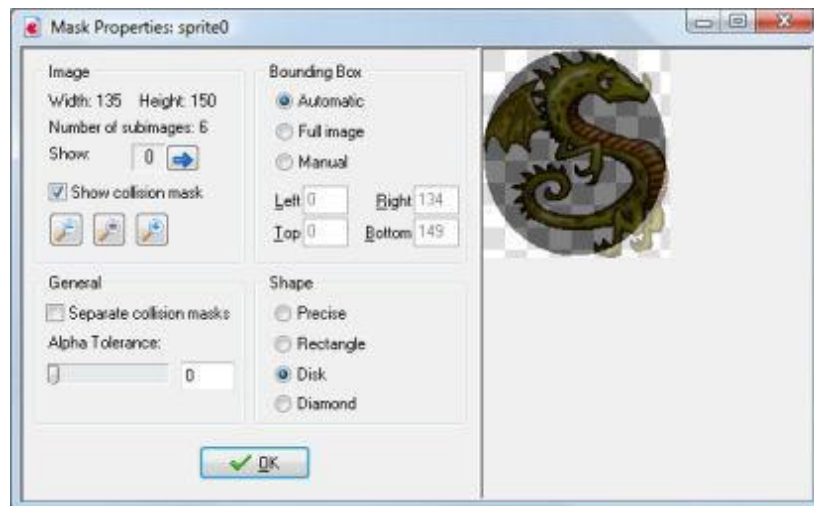 Mask Properties: sprite0
Image
Width: 135 Height: 150
Number of subimages: 6
Show: 0
Show collision mask
Bounding Box
Automatic
Full image
Manual
Left 0 Right 134
Top 0 Bottom 149
General
Separate collision masks
Alpha Tolerance:
0
Shape
Precise
Rectangle
Disk
Diamond
OK